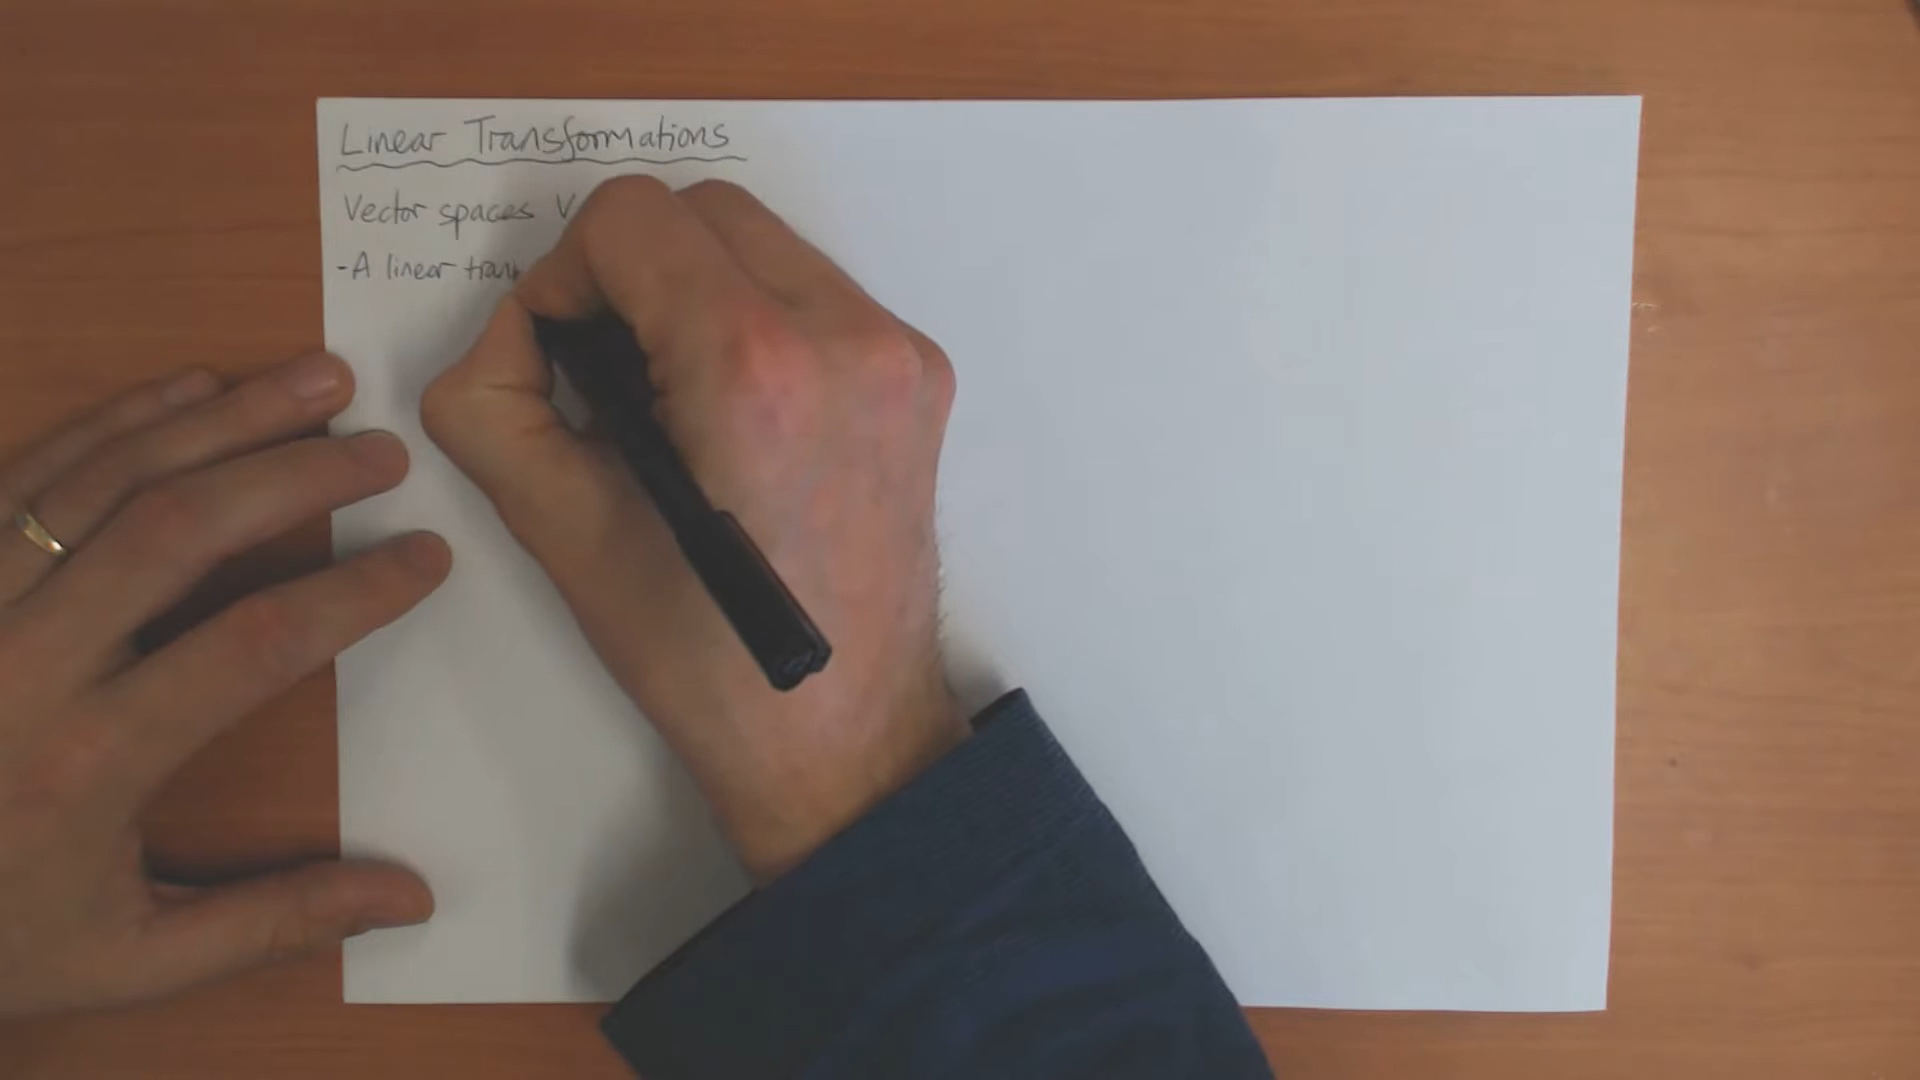 Linear Transformations
Vector spaces V
-A linear tran